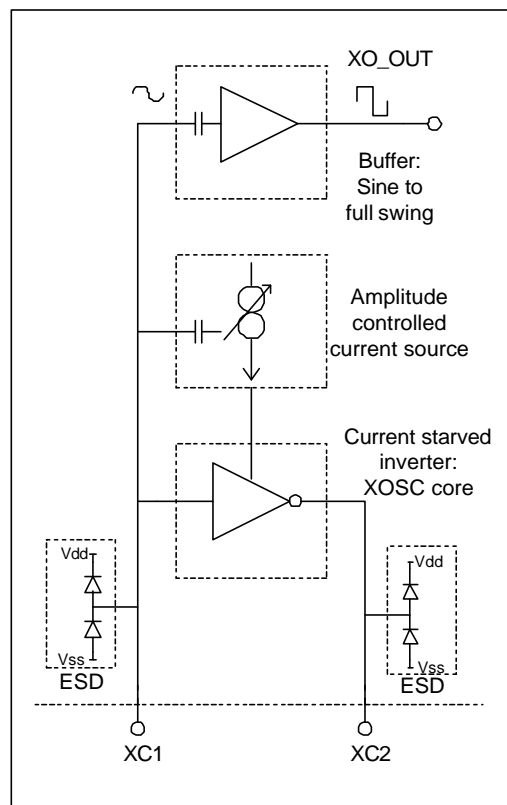 XO_OUT
Buffer:
Sine to
full swing
Amplitude
controlled
current source
Current starved
inverter:
XOSC core
Vdd
Vss
ESD
Vdd
Vss
ESD
XC1
XC2